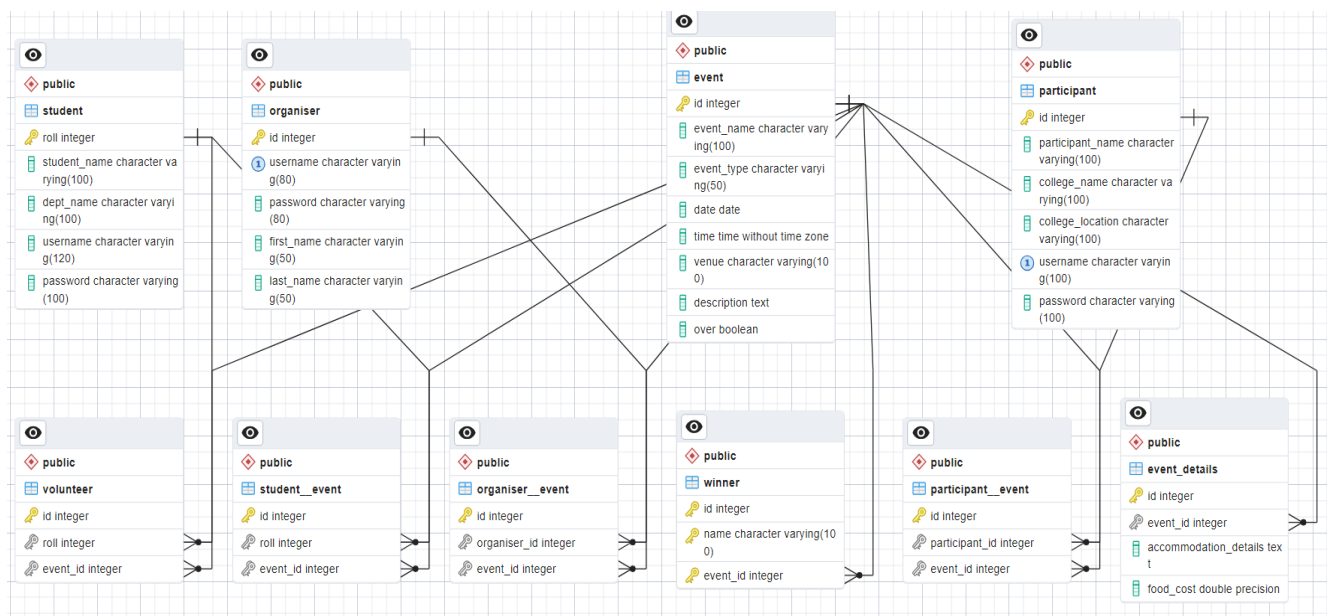 public
student
roll integer
student_name character va
rying(100)
dept_name character varyi
ng(100)
username character varyin
g(120)
password character varying
(100)
public
organiser
id integer
1
username character varyin
g(80)
password character varying
(80)
first_name character varyin
g(50)
last_name character varyin
g(50)
public
event
id integer
event_name character vary
ing(100)
event_type character varyi
ng(50)
date date
time time without time zone
venue character varying(10
0)
description text
over boolean
public
participant
id integer
participant_name character
varying(100)
college_name character va
rying(100)
college_location character
varying(100)
1
username character varyin
g(100)
password character varying
(100)
public
volunteer
id integer
roll integer
event_id integer
public
student__event
id integer
roll integer
event_id integer
public
organiser__event
id integer
organiser_id integer
event_id integer
public
winner
id integer
name character varying(10
0)
event_id integer
public
participant__event
id integer
participant_id integer
event_id integer
public
event_details
id integer
event_id integer
accommodation_details tex
t
food_cost double precision